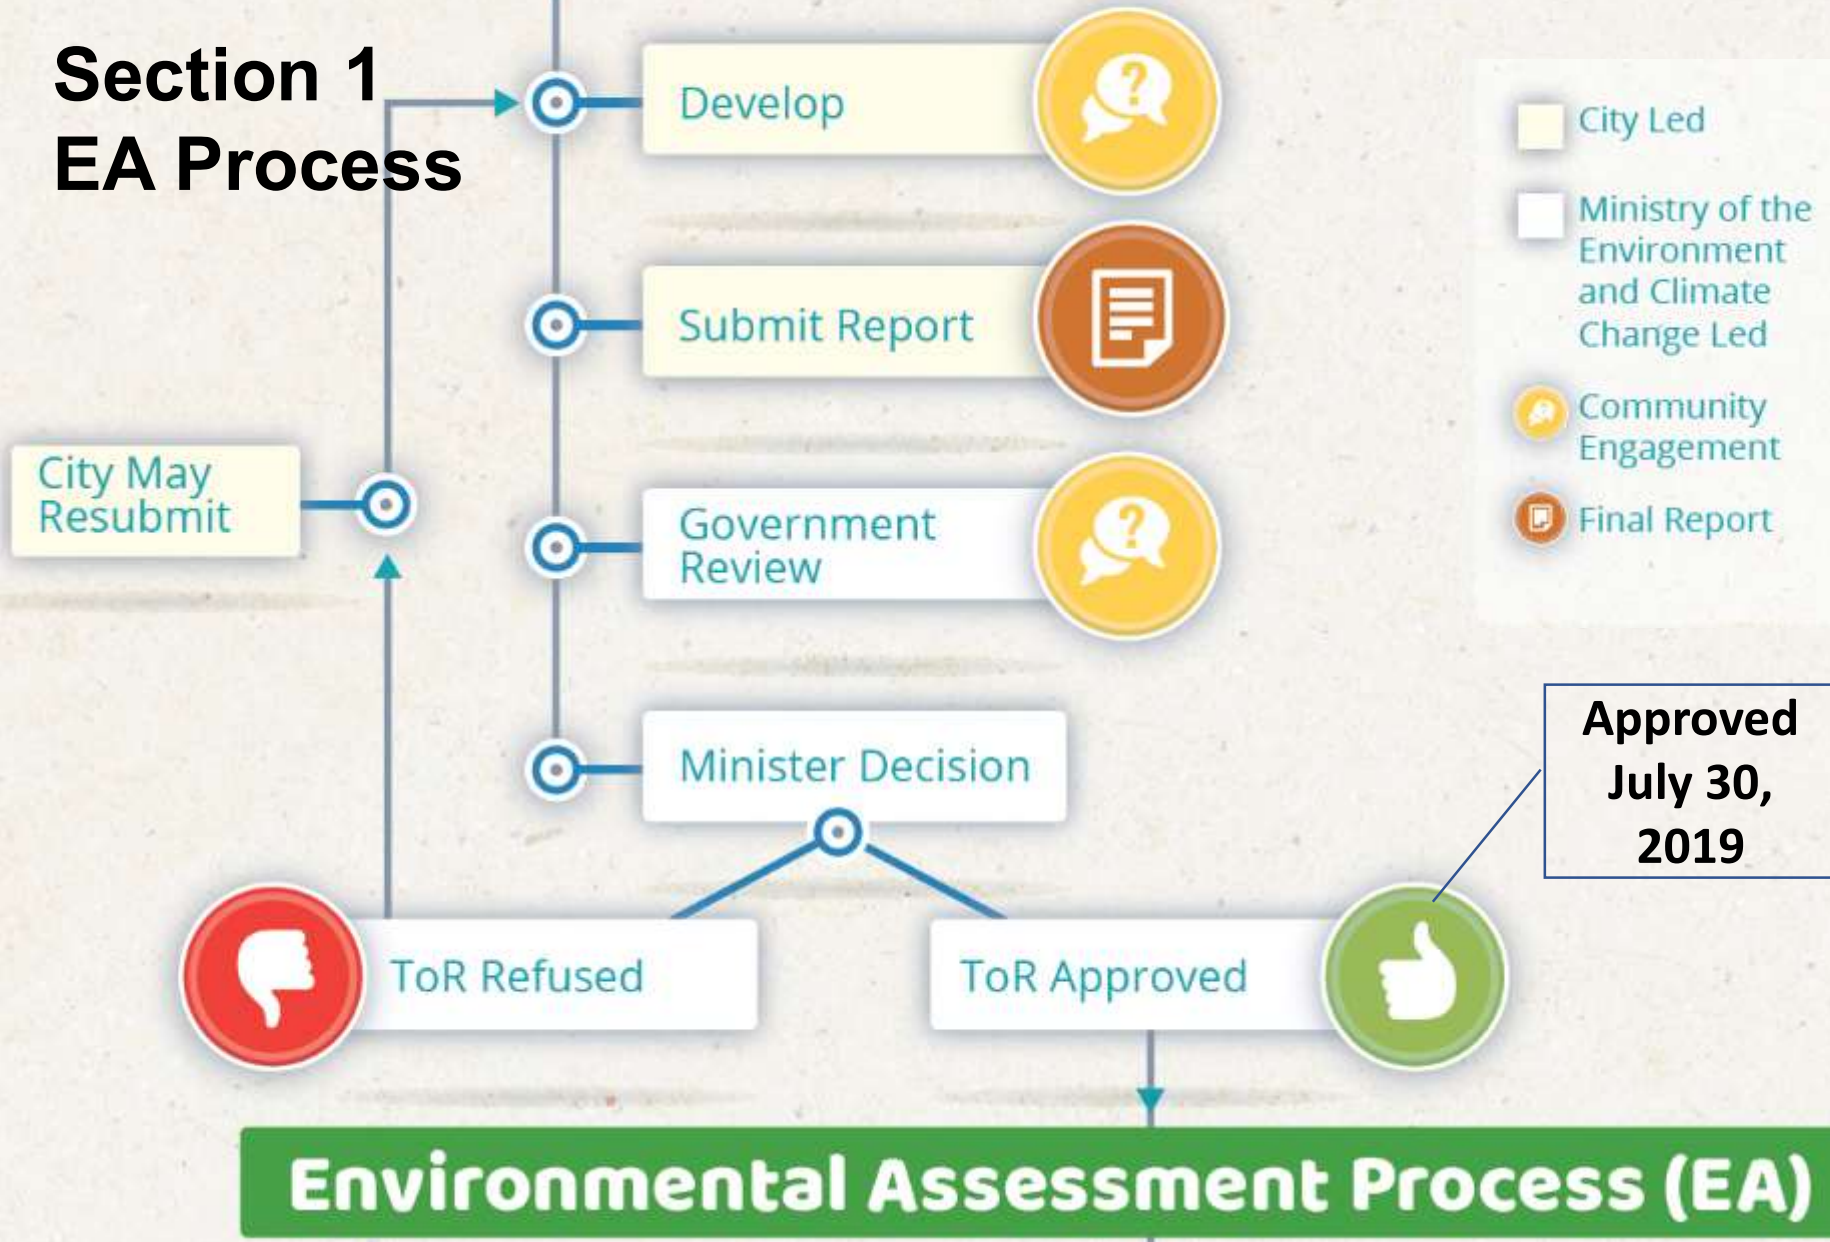 Section 1
EA Process
Develop
Submit Report
Government
Review
City May
Resubmit
Minister Decision
ToR Refused
ToR Approved
City Led
Ministry of the
Environment
and Climate
Change Led
Community
Engagement
Final Report
Approved
July 30,
2019
Environmental Assessment Process (EA)